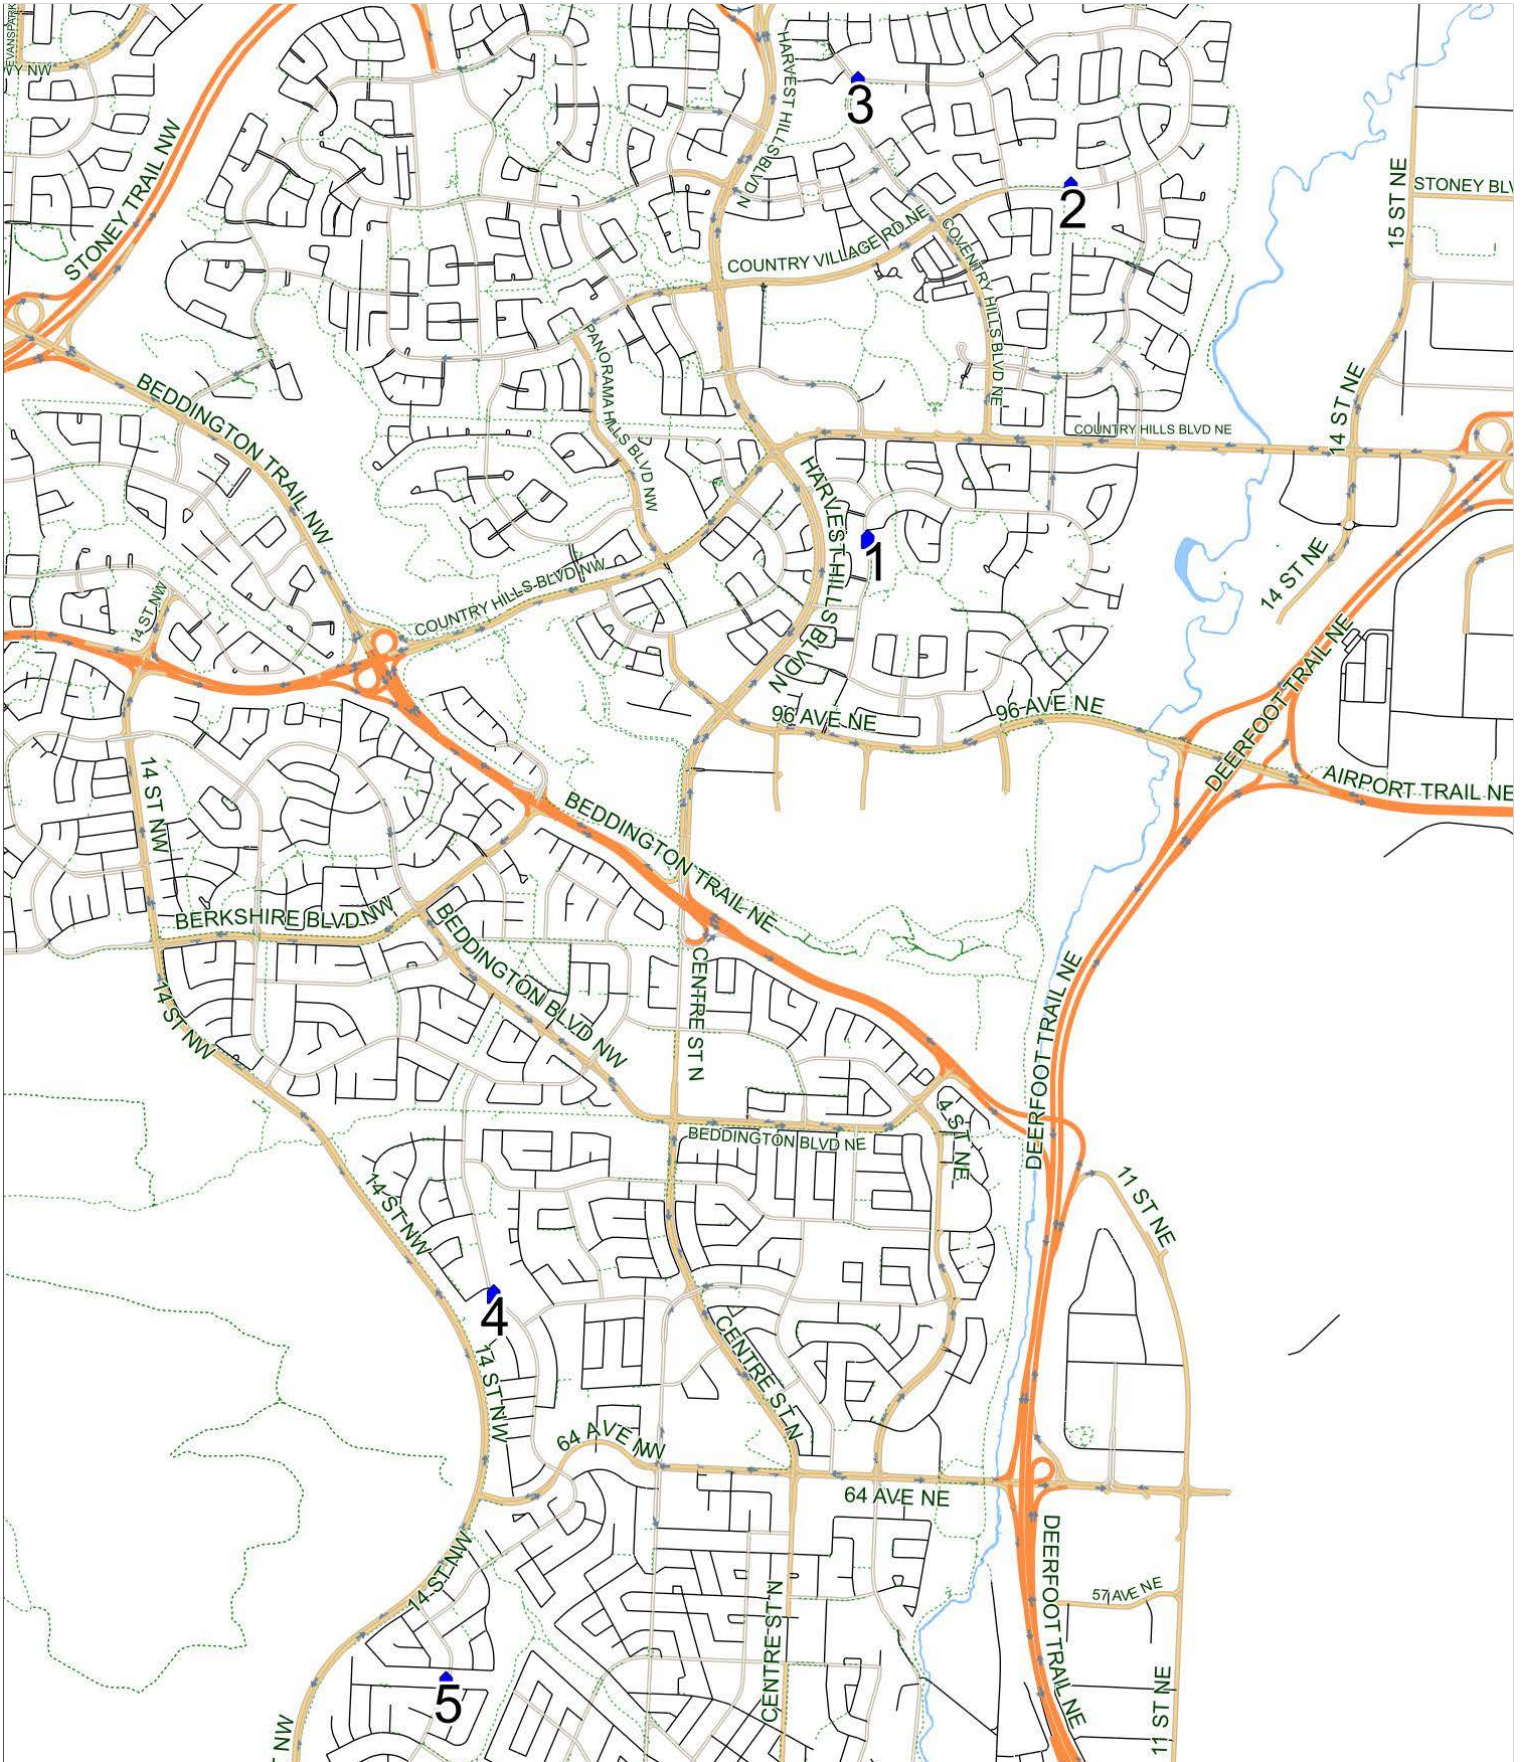 EVANSPARK
VY NW
HARVEST HILLS BLVD N
3
STONEY TRAIL NW
15 ST NE
STONEY BLV
2
COUNTRY VILLAGE RD NE
COVENTRY HILLS BLVD NE
PANORAMA HILLS BLVD NW
BEDDINGTON TRAIL NW
14 ST NE
COUNTRY HILLS BLVD NE
HARVEST HILLS BLVD N
1
14 ST NE
14 ST NW
COUNTRY HILLS BLVD NW
DEERFOOT TRAIL NE
96 AVE NE
96 AVE NE
AIRPORT TRAIL NE
14 ST NW
BEDDINGTON TRAIL NE
BERKSHIRE BLVD NW
BEDDINGTON BLVD NW
CENTRE ST N
14 ST NW
DEERFOOT TRAIL NE
4 ST NE
BEDDINGTON BLVD NE
14 ST NW
11 ST NE
4
14 ST NW
CENTRE ST N
64 AVE NW
64 AVE NE
14 ST NW
57 AVE NE
DEERFOOT TRAIL NE
CENTRE ST N
5
11 ST NE
T NW